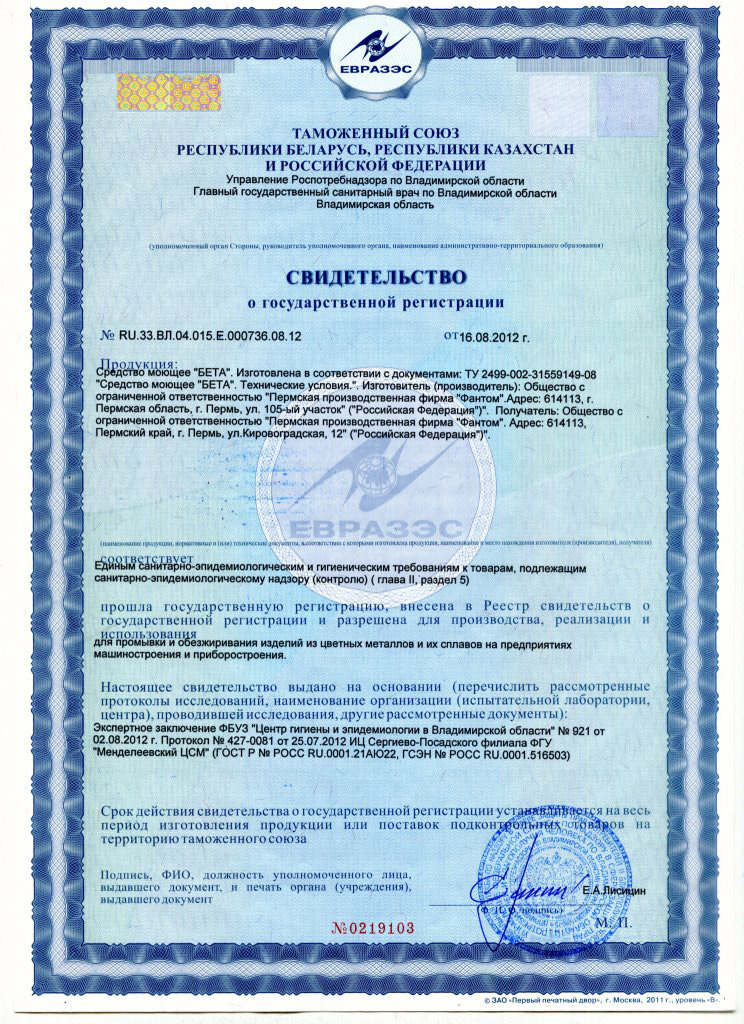 ЕВРАЗЭС
ТАМОЖЕННЫЙ СОЮЗ
РЕСПУБЛИКИ БЕЛАРУСЬ, РЕСПУБЛИКИ КАЗАХСТАН
И РОССИЙСКОЙ ФЕДЕРАЦИИ
Управление Роспотребнадзора по Владимирской области
Главный государственный санитарный врач по Владимирской области
Владимирская область
(уполномоченный орган Стороны, руководитель уполномоченного органа, наименование административно-территориального образования)
СВИДЕТЕЛЬСТВО
о государственной регистрации
№ RU.33.ВЛ.04.015.Е.000736.08.12 от 16.08.2012 г.
Продукция:
Средство моющее "БЕТА". Изготовлена в соответствии с документами: ТУ 2499-002-31559149-08
"Средство моющее "БЕТА". Технические условия.". Изготовитель (производитель): Общество с
ограниченной ответственностью "Пермская производственная фирма "Фантом".Адрес: 614113, г.
Пермская область, г. Пермь, ул. 105-ый участок" ("Российская Федерация")". Получатель: Общество с
ограниченной ответственностью "Пермская производственная фирма "Фантом". Адрес: 614113,
Пермский край, г. Пермь, ул.Кировоградская, 12" ("Российская Федерация")".
ЕВРАЗЭС
(наименование продукции, нормативные и (или) технические документы, в соответствии с которыми изготовлена продукция, наименование и место нахождения изготовителя (производителя), получателя)
соответствует
Единым санитарно-эпидемиологическим и гигиеническим требованиям к товарам, подлежащим
санитарно-эпидемиологическому надзору (контролю) ( глава II, раздел 5)
прошла государственную регистрацию, внесена в Реестр свидетельств о
государственной регистрации и разрешена для производства, реализации и
использования
для промывки и обезжиривания изделий из цветных металлов и их сплавов на предприятиях
машиностроения и приборостроения.
Настоящее свидетельство выдано на основании (перечислить рассмотренные
протоколы исследований, наименование организации (испытательной лаборатории,
центра), проводившей исследования, другие рассмотренные документы):
Экспертное заключение ФБУЗ "Центр гигиены и эпидемиологии в Владимирской области" № 921 от
02.08.2012 г. Протокол № 427-0081 от 25.07.2012 ИЦ Сергиево-Посадского филиала ФГУ
"Менделеевский ЦСМ" (ГОСТ Р № РОСС RU.0001.21АЮ22, ГСЭН № РОСС RU.0001.516503)
Срок действия свидетельства о государственной регистрации устанавливается на весь
период изготовления продукции или поставок подконтрольных товаров на
территорию таможенного союза
Подпись, ФИО, должность уполномоченного лица,
выдавшего документ, и печать органа (учреждения),
выдавшего документ
Е.А.Лисицин
(Ф. И. О./подпись)
М. П.
№0219103
© ЗАО «Первый печатный двор», г. Москва, 2011 г., уровень «В».